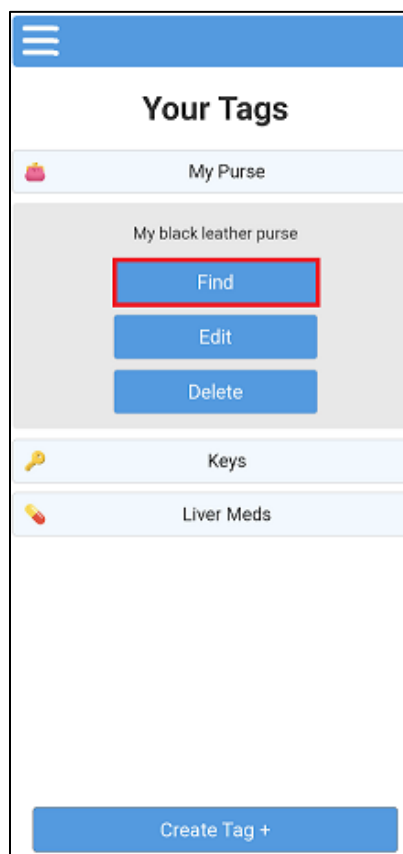 Your Tags
My Purse
My black leather purse
Find
Edit
Delete
Keys
Liver Meds
Create Tag +